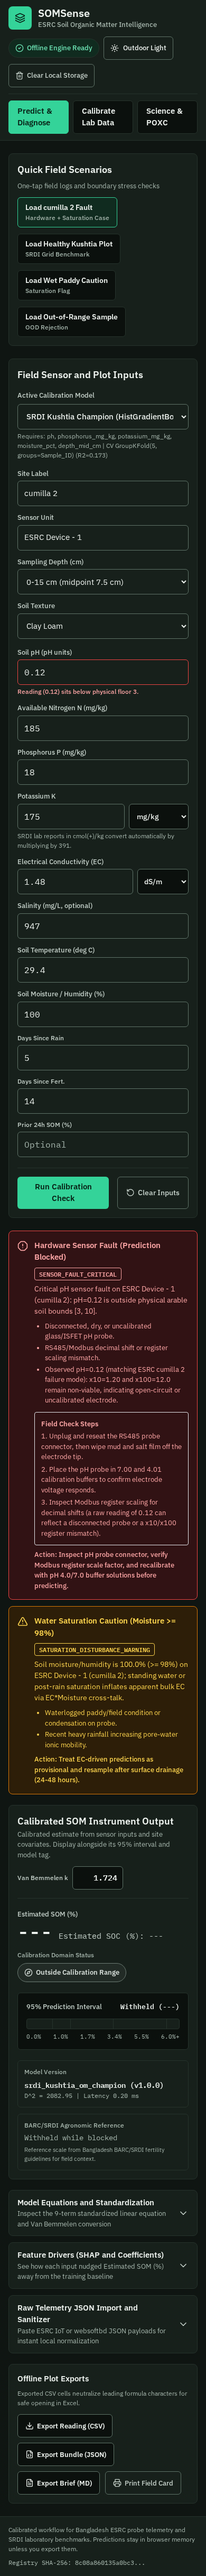 SOMSense
ESRC Soil Organic Matter Intelligence
Offline Engine Ready
Outdoor Light
Clear Local Storage
Predict &
Diagnose
Calibrate
Lab Data
Science &
POXC
Quick Field Scenarios
One-tap field logs and boundary stress checks
Load cumilla 2 Fault
Hardware + Saturation Case
Load Healthy Kushtia Plot
SRDI Grid Benchmark
Load Wet Paddy Caution
Saturation Flag
Load Out-of-Range Sample
OOD Rejection
Field Sensor and Plot Inputs
Active Calibration Model
SRDI Kushtia Champion (HistGradientBo
Requires: ph, phosphorus_mg_kg, potassium_mg_kg,
moisture_pct, depth_mid_cm | CV GroupKFold(5,
groups=Sample_ID) (R2=0.173)
Site Label
cumilla 2
Sensor Unit
ESRC Device - 1
Sampling Depth (cm)
0-15 cm (midpoint 7.5 cm)
Soil Texture
Clay Loam
Soil pH (pH units)
0.12
Reading (0.12) sits below physical floor 3.
Available Nitrogen N (mg/kg)
185
Phosphorus P (mg/kg)
18
Potassium K
175
mg/kg
SRDI lab reports in cmol(+)/kg convert automatically by
multiplying by 391.
Electrical Conductivity (EC)
1.48
dS/m
Salinity (mg/L, optional)
947
Soil Temperature (deg C)
29.4
Soil Moisture / Humidity (%)
100
Days Since Rain
5
Days Since Fert.
14
Prior 24h SOM (%)
Optional
Run Calibration
Check
Clear Inputs
Hardware Sensor Fault (Prediction
Blocked)
SENSOR_FAULT_CRITICAL
Critical pH sensor fault on ESRC Device - 1
(cumilla 2): pH=0.12 is outside physical arable
soil bounds [3, 10].
• Disconnected, dry, or uncalibrated
glass/ISFET pH probe.
• RS485/Modbus decimal shift or register
scaling mismatch.
• Observed pH=0.12 (matching ESRC cumilla 2
failure mode): x10=1.20 and x100=12.0
remain non-viable, indicating open-circuit or
uncalibrated electrode.
Field Check Steps
1. Unplug and reseat the RS485 probe
connector, then wipe mud and salt film off the
electrode tip.
2. Place the pH probe in 7.00 and 4.01
calibration buffers to confirm electrode
voltage responds.
3. Inspect Modbus register scaling for
decimal shifts (a raw reading of 0.12 can
reflect a disconnected probe or a x10/x100
register mismatch).
Action: Inspect pH probe connector, verify
Modbus register scale factor, and recalibrate
with pH 4.0/7.0 buffer solutions before
predicting.
Water Saturation Caution (Moisture >=
98%)
SATURATION_DISTURBANCE_WARNING
Soil moisture/humidity is 100.0% (>= 98%) on
ESRC Device - 1 (cumilla 2); standing water or
post-rain saturation inflates apparent bulk EC
via EC*Moisture cross-talk.
• Waterlogged paddy/field condition or
condensation on probe.
• Recent heavy rainfall increasing pore-water
ionic mobility.
Action: Treat EC-driven predictions as
provisional and resample after surface drainage
(24-48 hours).
Calibrated SOM Instrument Output
Calibrated estimate from sensor inputs and site
covariates. Display alongside its 95% interval and
model tag.
Van Bemmelen k
1.724
Estimated SOM (%)
--- Estimated SOC (%): ---
Calibration Domain Status
Outside Calibration Range
95% Prediction Interval
Withheld (---)
0.0% 1.0% 1.7% 3.4% 5.5% 6.0%+
Model Version
srdi_kushtia_om_champion (v1.0.0)
D^2 = 2082.95 | Latency 0.20 ms
BARC/SRDI Agronomic Reference
Withheld while blocked
Reference scale from Bangladesh BARC/SRDI fertility
guidelines for field context.
Model Equations and Standardization
Inspect the 9-term standardized linear equation
and Van Bemmelen conversion
Feature Drivers (SHAP and Coefficients)
See how each input nudged Estimated SOM (%)
away from the training baseline
Raw Telemetry JSON Import and
Sanitizer
Paste ESRC IoT or websoftbd JSON payloads for
instant local normalization
Offline Plot Exports
Exported CSV cells neutralize leading formula characters for
safe opening in Excel.
Export Reading (CSV)
Export Bundle (JSON)
Export Brief (MD)
Print Field Card
Calibrated workflow for Bangladesh ESRC probe telemetry and
SRDI laboratory benchmarks. Predictions stay in browser memory
unless you export them.
Registry SHA-256: 8c08a860135a0bc3...